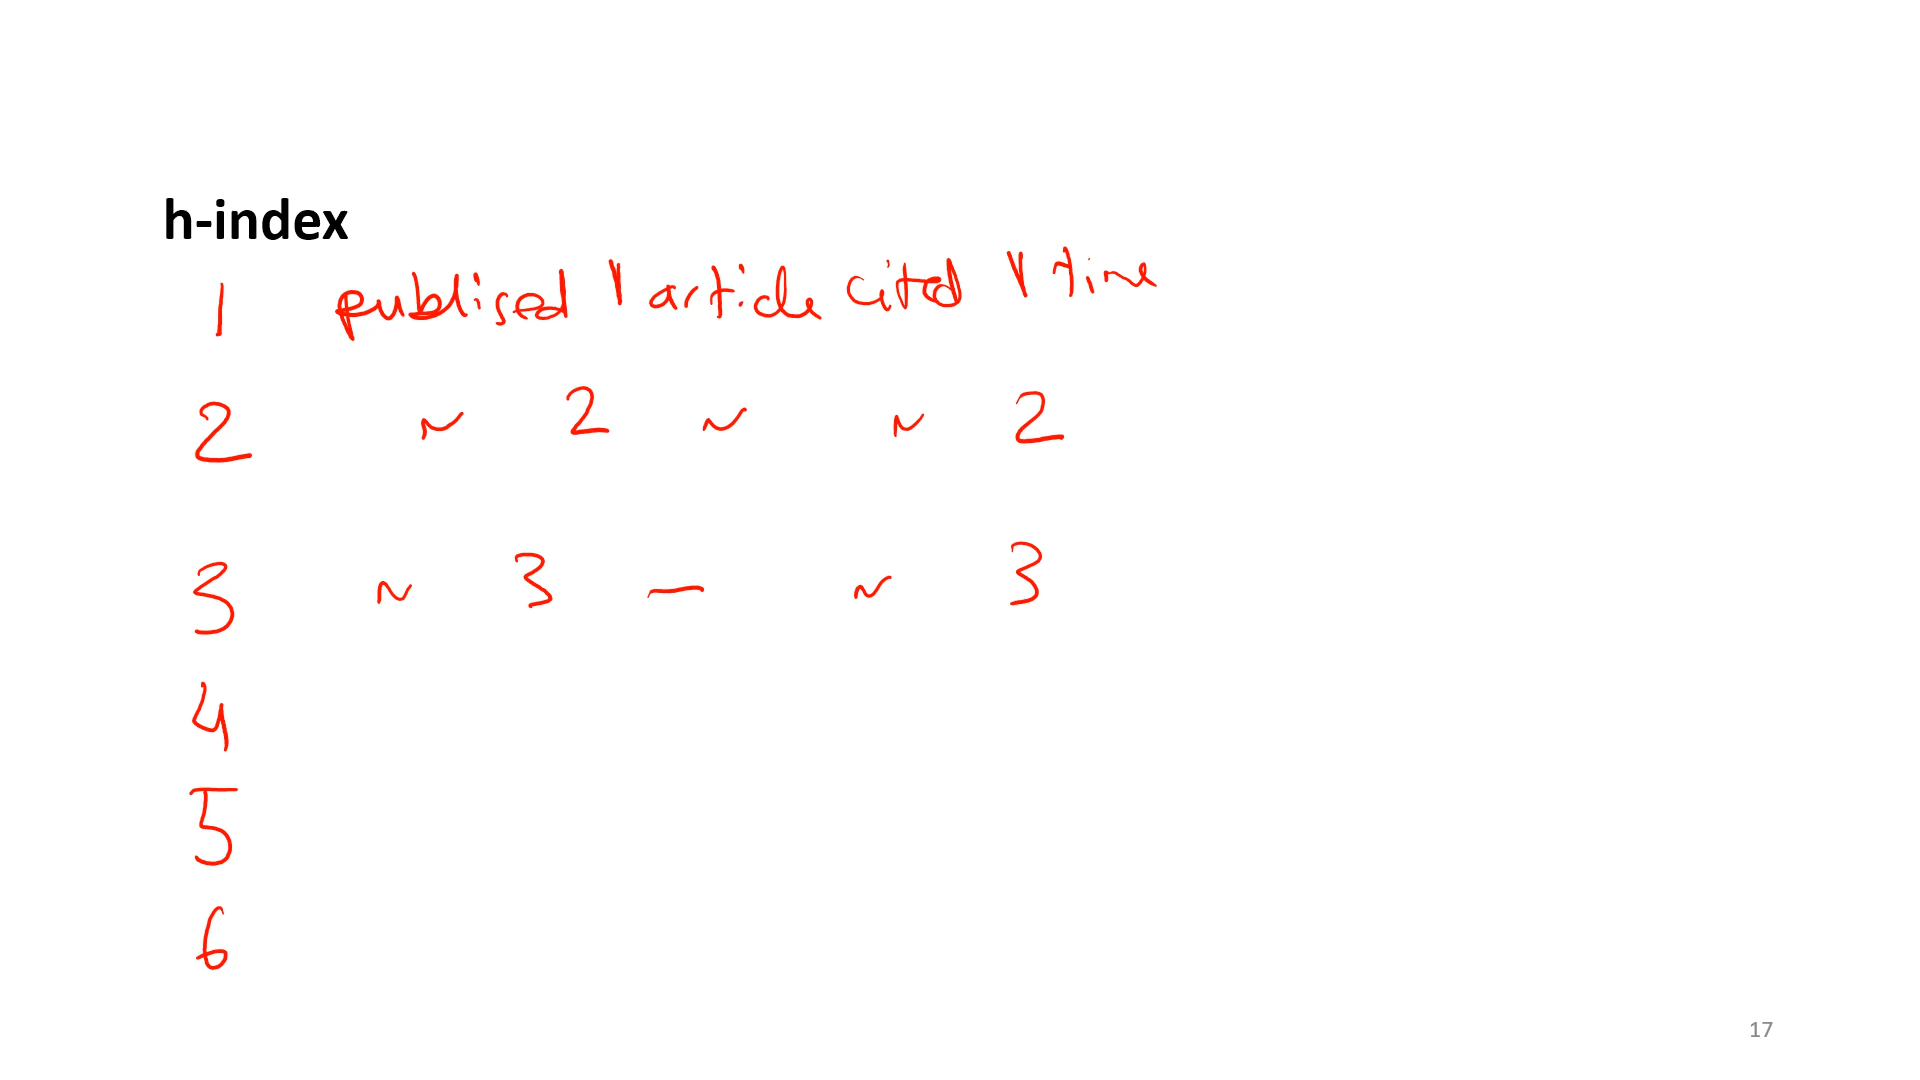 h-index
1 publised 1 article cited 1 time
2 ~ 2 ~ ~ 2
3 ~ 3 — ~ 3
4
5
6
17